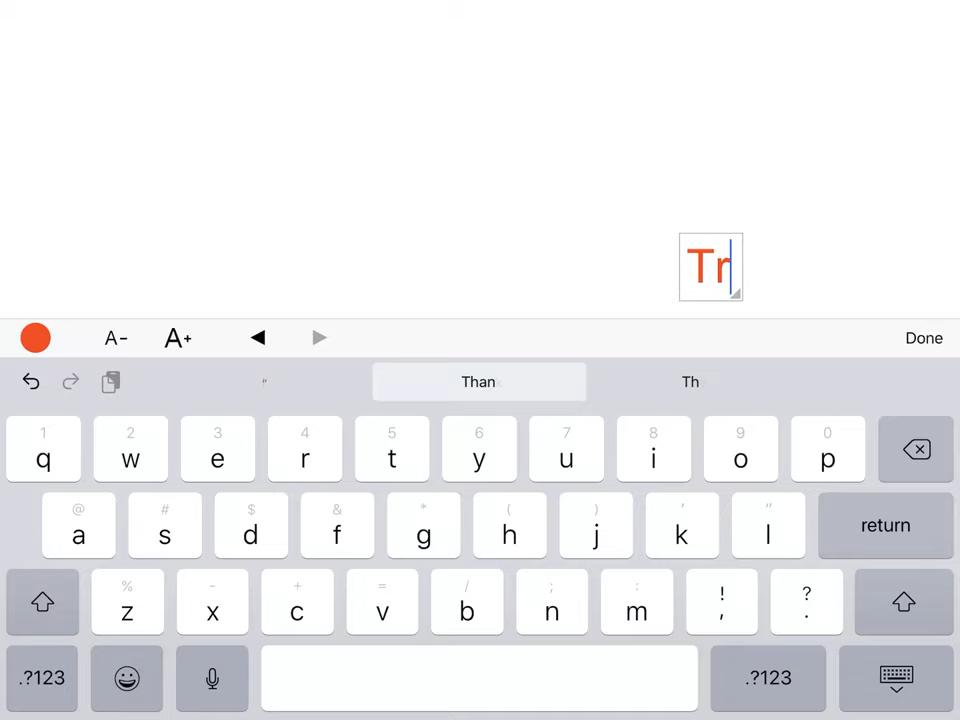 Tr
A- A+ ◀ ▶ Done
" Than Th
1 2 3 4 5 6 7 8 9 0
q w e r t y u i o p
@ # $ & * ( ) ' "
a s d f g h j k l return
% - + = / ; : ! ?
z x c v b n m , .
.?123 .?123